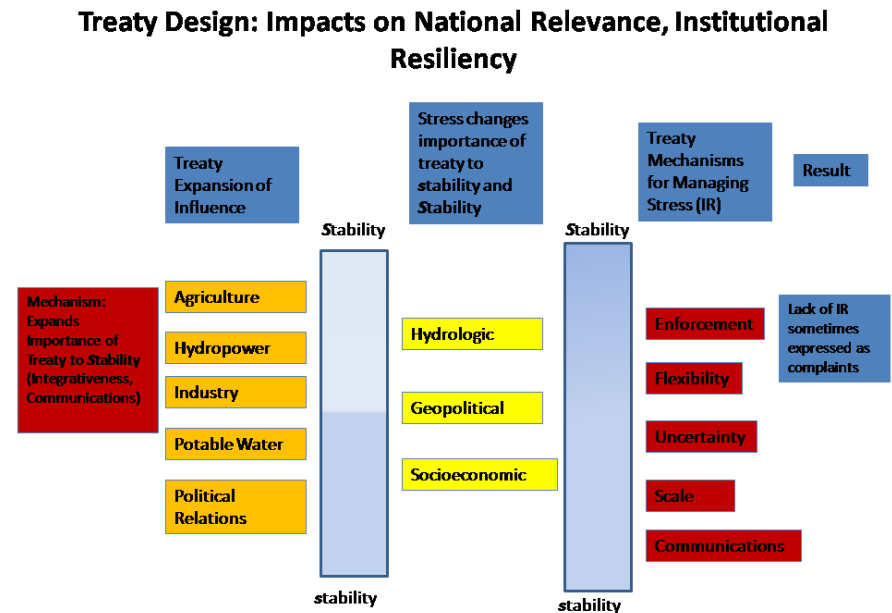 Treaty Design: Impacts on National Relevance, Institutional
Resiliency
Treaty
Expansion of
Influence
Stress changes
importance of
treaty to
stability and
Stability
Treaty
Mechanisms
for Managing
Stress (IR)
Result
Stability
Stability
Mechanism:
Expands
Importance of
Treaty to Stability
(Integrativeness,
Communications)
Agriculture
Hydropower
Industry
Potable Water
Political
Relations
Hydrologic
Geopolitical
Socioeconomic
Enforcement
Flexibility
Uncertainty
Scale
Communications
Lack of IR
sometimes
expressed as
complaints
stability
stability